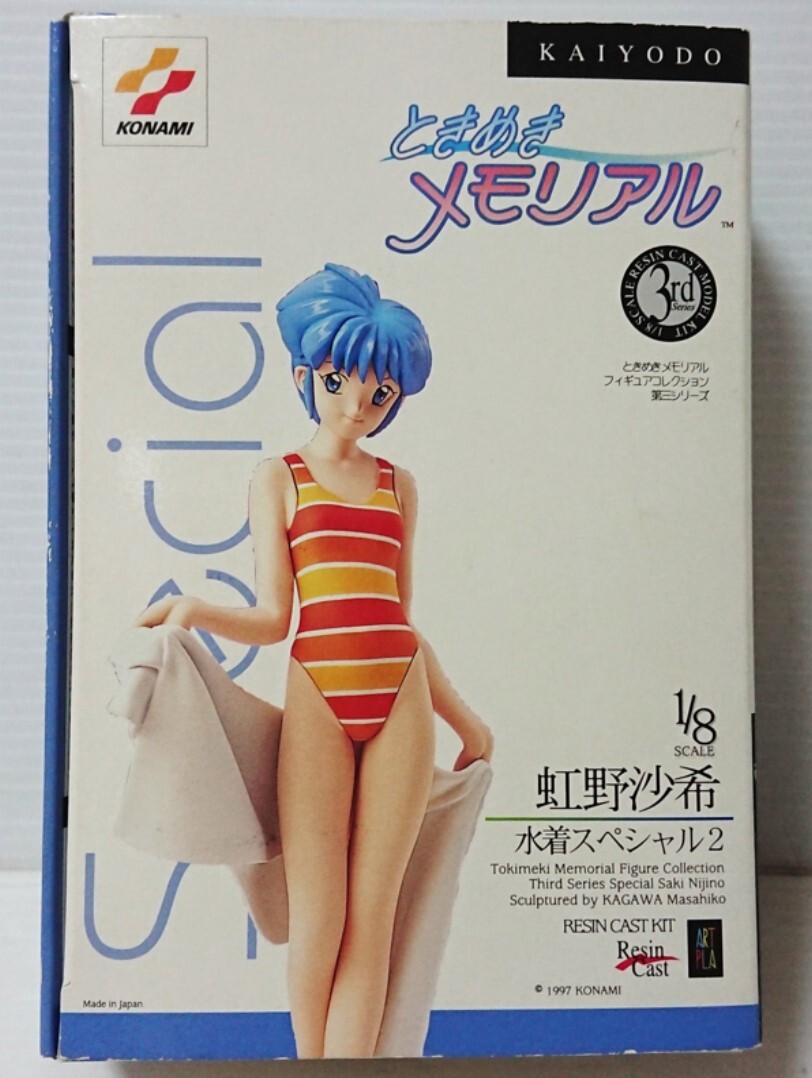 KONAMI
KAIYODO
ときめき
メモリアル
TM
1/8 SCALE RESIN CAST MODEL KIT
3rd
Series
ときめきメモリアル
フィギュアコレクション
第三シリーズ
Special
1/8
SCALE
虹野沙希
水着スペシャル2
Tokimeki Memorial Figure Collection
Third Series Special Saki Nijino
Sculptured by KAGAWA Masahiko
RESIN CAST KIT
Resin
Cast
ART
PLA
© 1997 KONAMI
Made in Japan.